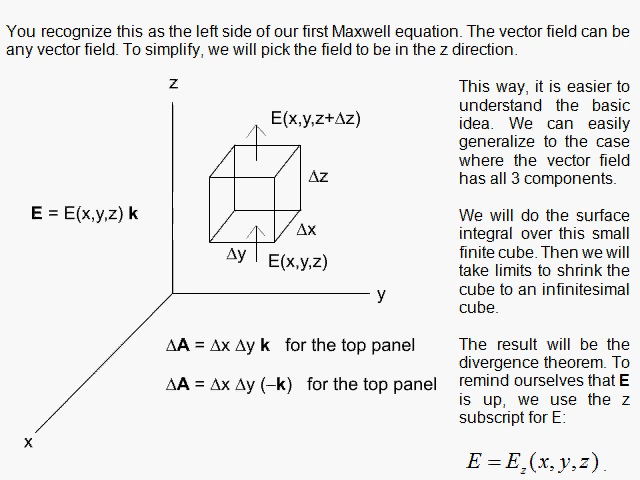 You recognize this as the left side of our first Maxwell equation. The vector field can be
any vector field. To simplify, we will pick the field to be in the z direction.
z
E(x,y,z+Δz)
Δz
E = E(x,y,z) k
Δx
Δy
E(x,y,z)
y
ΔA = Δx Δy k for the top panel
ΔA = Δx Δy (–k) for the top panel
x
This way, it is easier to
understand the basic
idea. We can easily
generalize to the case
where the vector field
has all 3 components.
We will do the surface
integral over this small
finite cube. Then we will
take limits to shrink the
cube to an infinitesimal
cube.
The result will be the
divergence theorem. To
remind ourselves that E
is up, we use the z
subscript for E:
E = E_z(x, y, z).